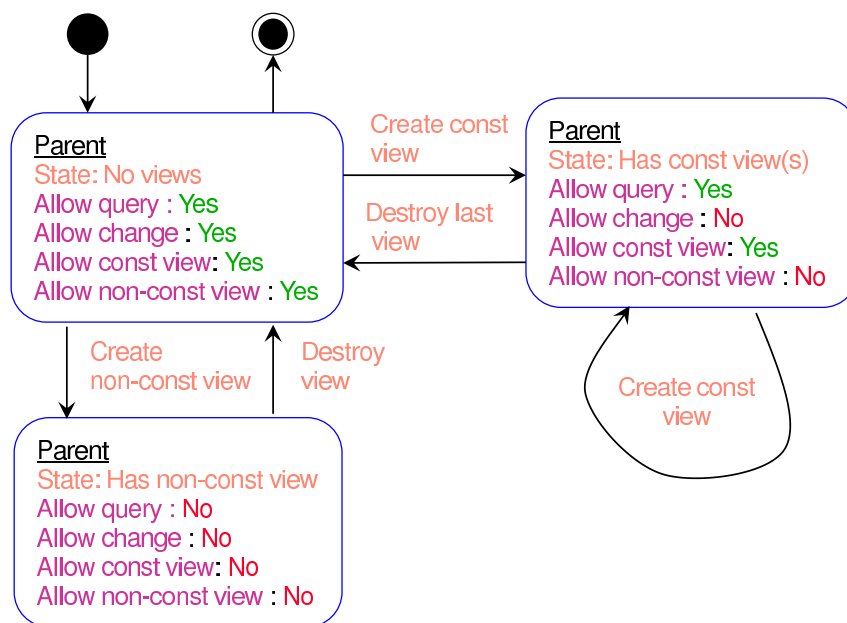 Parent
State: No views
Allow query : Yes
Allow change : Yes
Allow const view: Yes
Allow non-const view : Yes
Create const
view
Destroy last
view
Parent
State: Has const view(s)
Allow query : Yes
Allow change : No
Allow const view: Yes
Allow non-const view : No
Create
non-const view
Destroy
view
Create const
view
Parent
State: Has non-const view
Allow query : No
Allow change : No
Allow const view: No
Allow non-const view : No